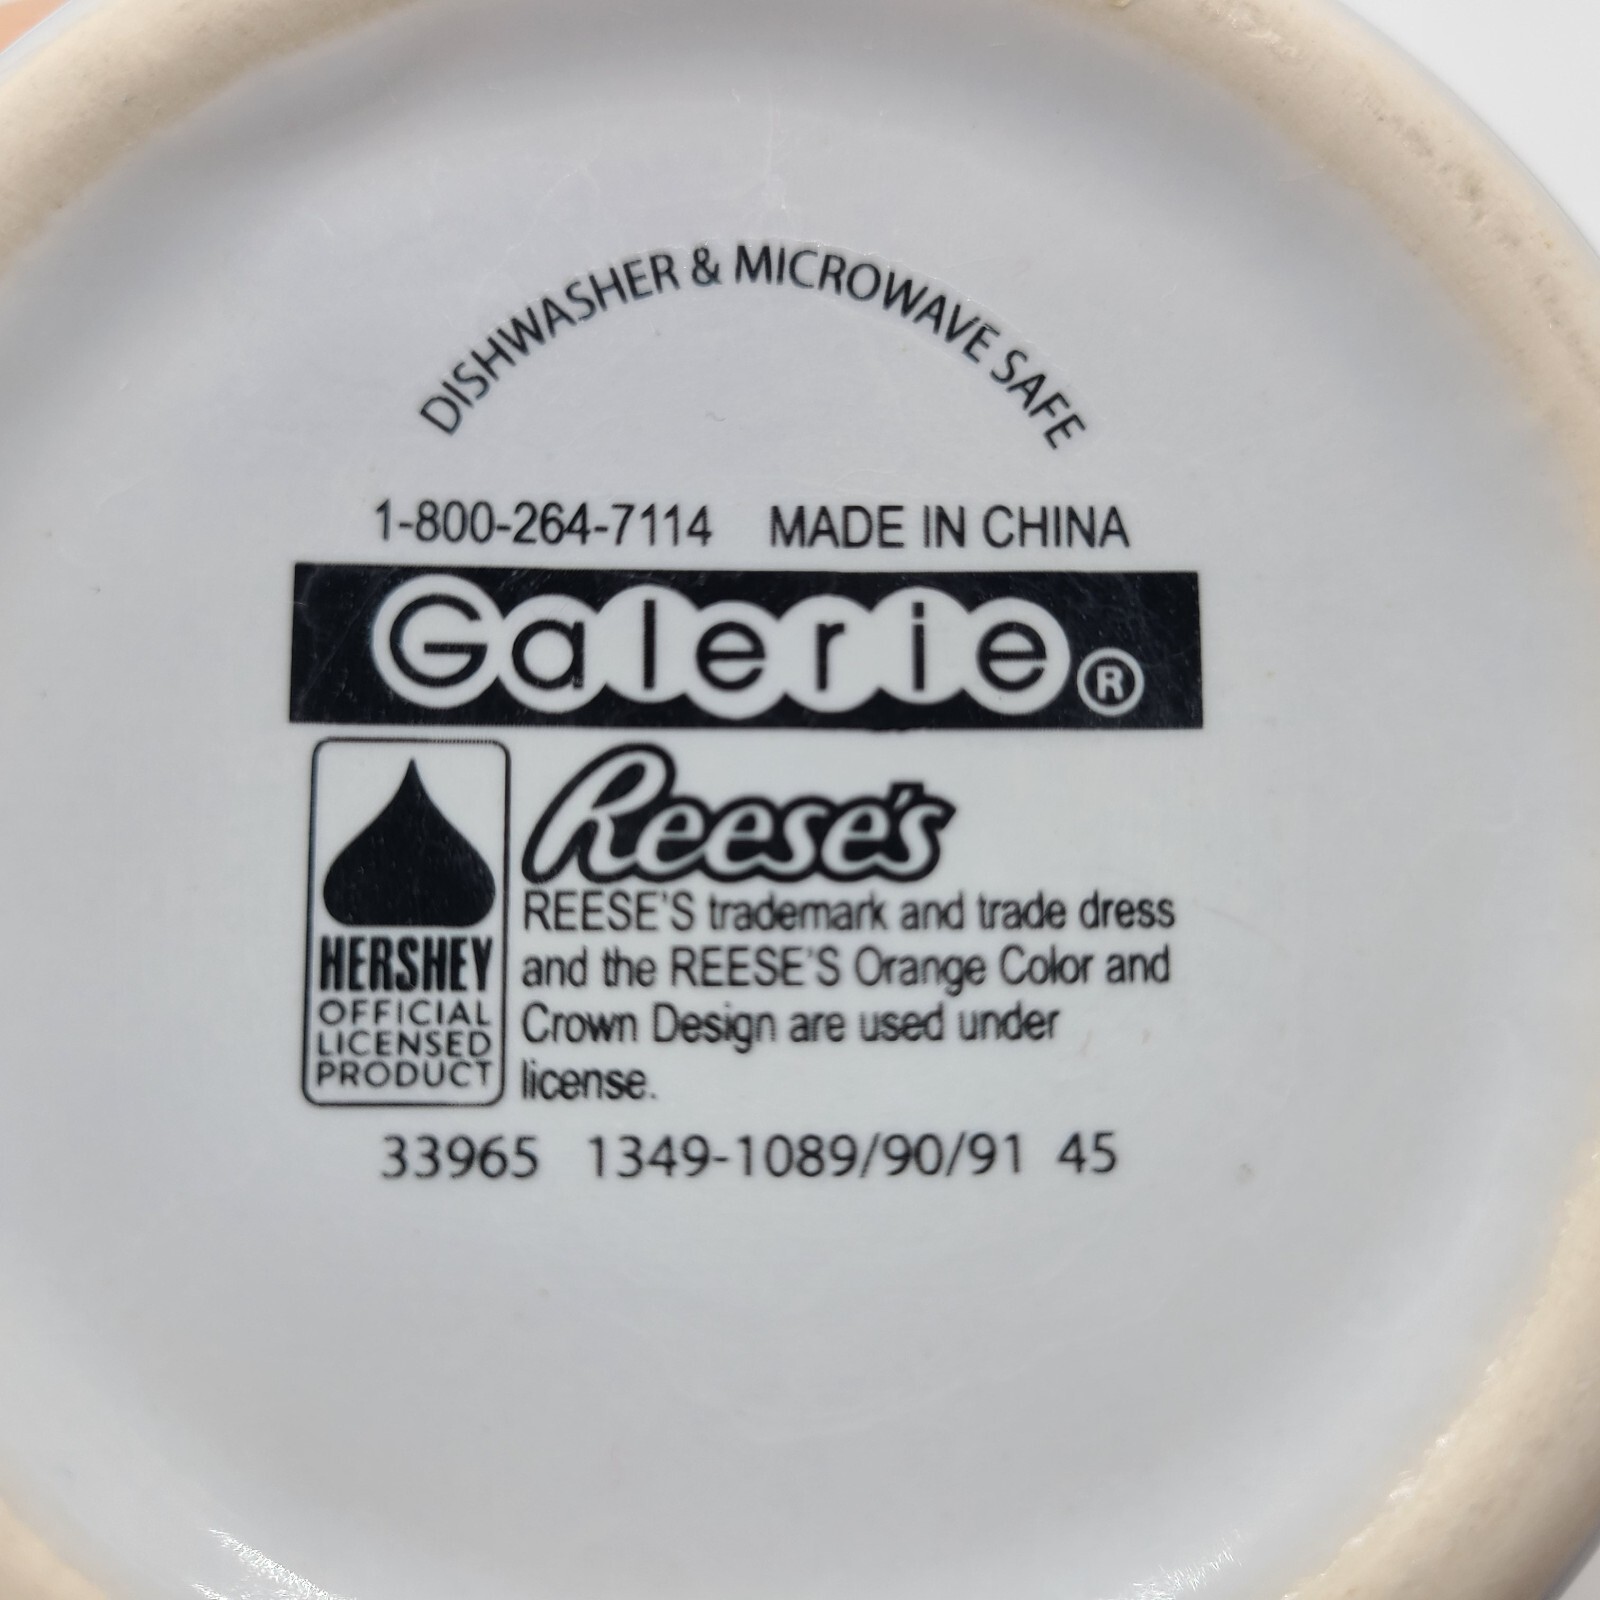 DISHWASHER & MICROWAVE SAFE
1-800-264-7114 MADE IN CHINA
Galerie®
Reese's
HERSHEY
OFFICIAL
LICENSED
PRODUCT
REESE'S trademark and trade dress
and the REESE'S Orange Color and
Crown Design are used under
license.
33965 1349-1089/90/91 45